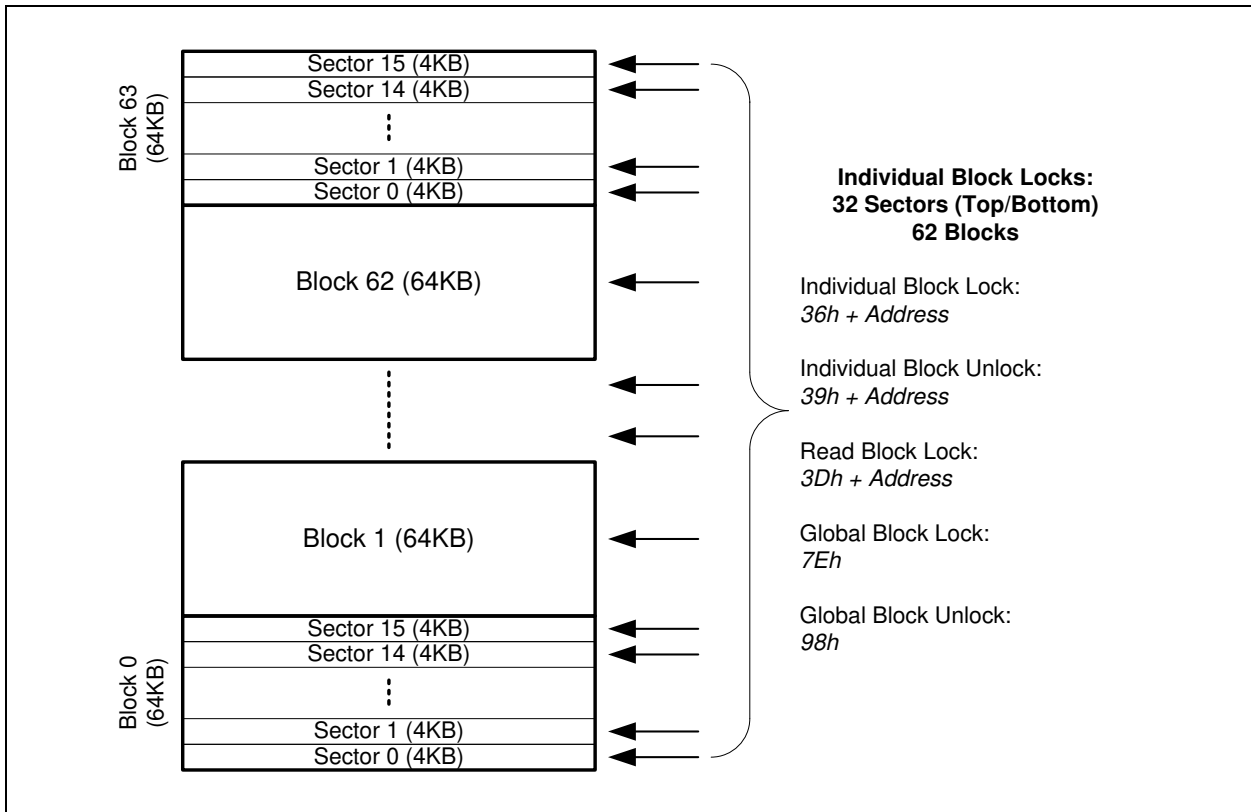 Block 63
(64KB)
Sector 15 (4KB)
Sector 14 (4KB)
Sector 1 (4KB)
Sector 0 (4KB)
Block 62 (64KB)
Block 1 (64KB)
Block 0
(64KB)
Sector 15 (4KB)
Sector 14 (4KB)
Sector 1 (4KB)
Sector 0 (4KB)
Individual Block Locks:
32 Sectors (Top/Bottom)
62 Blocks
Individual Block Lock:
36h + Address
Individual Block Unlock:
39h + Address
Read Block Lock:
3Dh + Address
Global Block Lock:
7Eh
Global Block Unlock:
98h